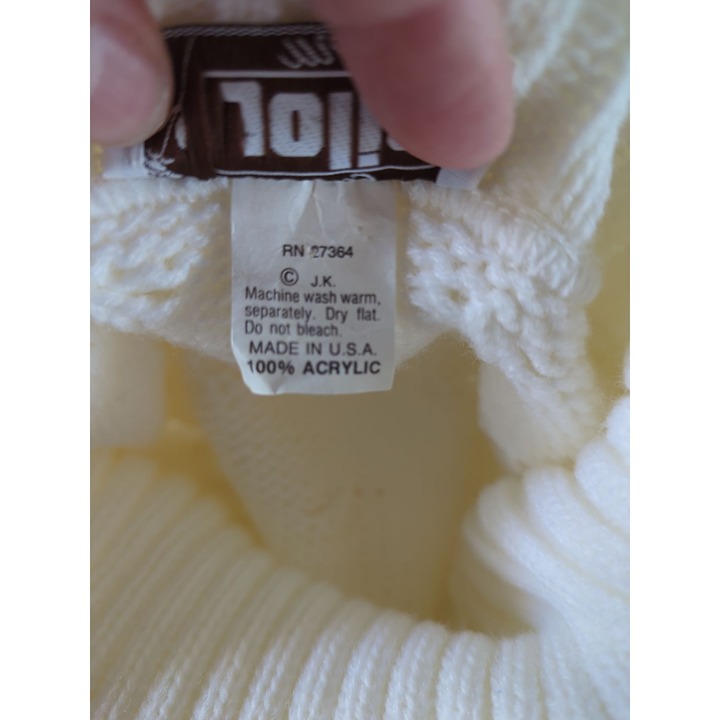 RN 27364
© J.K.
Machine wash warm,
separately. Dry flat.
Do not bleach.
MADE IN U.S.A.
100% ACRYLIC